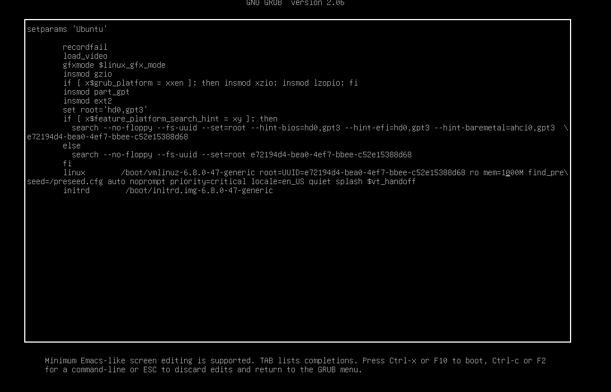 GNU GRUB  version 2.06
setparams 'Ubuntu'
recordfail
load_video
gfxmode $linux_gfx_mode
insmod gzio
if [ x$grub_platform = xxen ]; then insmod xzio; insmod lzopio; fi
insmod part_gpt
insmod ext2
set root='hd0,gpt3'
if [ x$feature_platform_search_hint = xy ]; then
search --no-floppy --fs-uuid --set=root --hint-bios=hd0,gpt3 --hint-efi=hd0,gpt3 --hint-baremetal=ahci0,gpt3  \
e72194d4-bea0-4ef7-bbee-c52e15388d68
else
search --no-floppy --fs-uuid --set=root e72194d4-bea0-4ef7-bbee-c52e15388d68
fi
linux        /boot/vmlinuz-6.8.0-47-generic root=UUID=e72194d4-bea0-4ef7-bbee-c52e15388d68 ro mem=1000M find_pre\
seed=/preseed.cfg auto noprompt priority=critical locale=en_US quiet splash $vt_handoff
initrd        /boot/initrd.img-6.8.0-47-generic
Minimum Emacs-like screen editing is supported. TAB lists completions. Press Ctrl-x or F10 to boot, Ctrl-c or F2
for a command-line or ESC to discard edits and return to the GRUB menu.